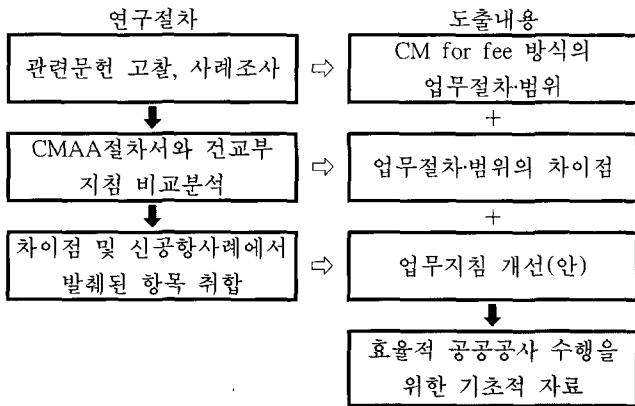 연구절차
도출내용
관련문헌 고찰, 사례조사
⇨
CM for fee 방식의
업무절차·범위
+
CMAA절차서와 건교부
지침 비교분석
⇨
업무절차·범위의 차이점
+
차이점 및 신공항사례에서
발췌된 항목 취합
⇨
업무지침 개선(안)
효율적 공공공사 수행을
위한 기초적 자료